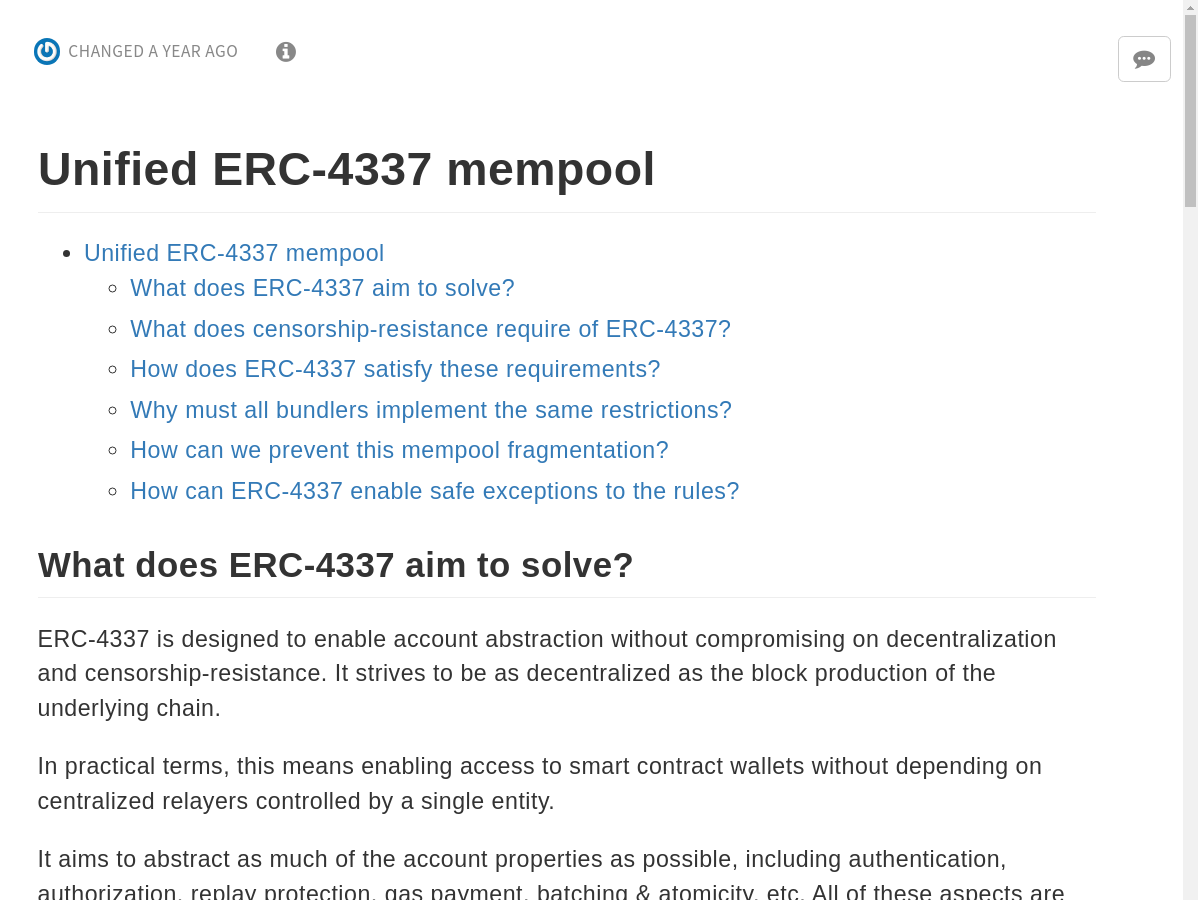 CHANGED A YEAR AGO
Unified ERC-4337 mempool
Unified ERC-4337 mempool
What does ERC-4337 aim to solve?
What does censorship-resistance require of ERC-4337?
How does ERC-4337 satisfy these requirements?
Why must all bundlers implement the same restrictions?
How can we prevent this mempool fragmentation?
How can ERC-4337 enable safe exceptions to the rules?
What does ERC-4337 aim to solve?
ERC-4337 is designed to enable account abstraction without compromising on decentralization
and censorship-resistance. It strives to be as decentralized as the block production of the
underlying chain.
In practical terms, this means enabling access to smart contract wallets without depending on
centralized relayers controlled by a single entity.
It aims to abstract as much of the account properties as possible, including authentication,
authorization, replay protection, gas payment, batching & atomicity, etc. All of these aspects are